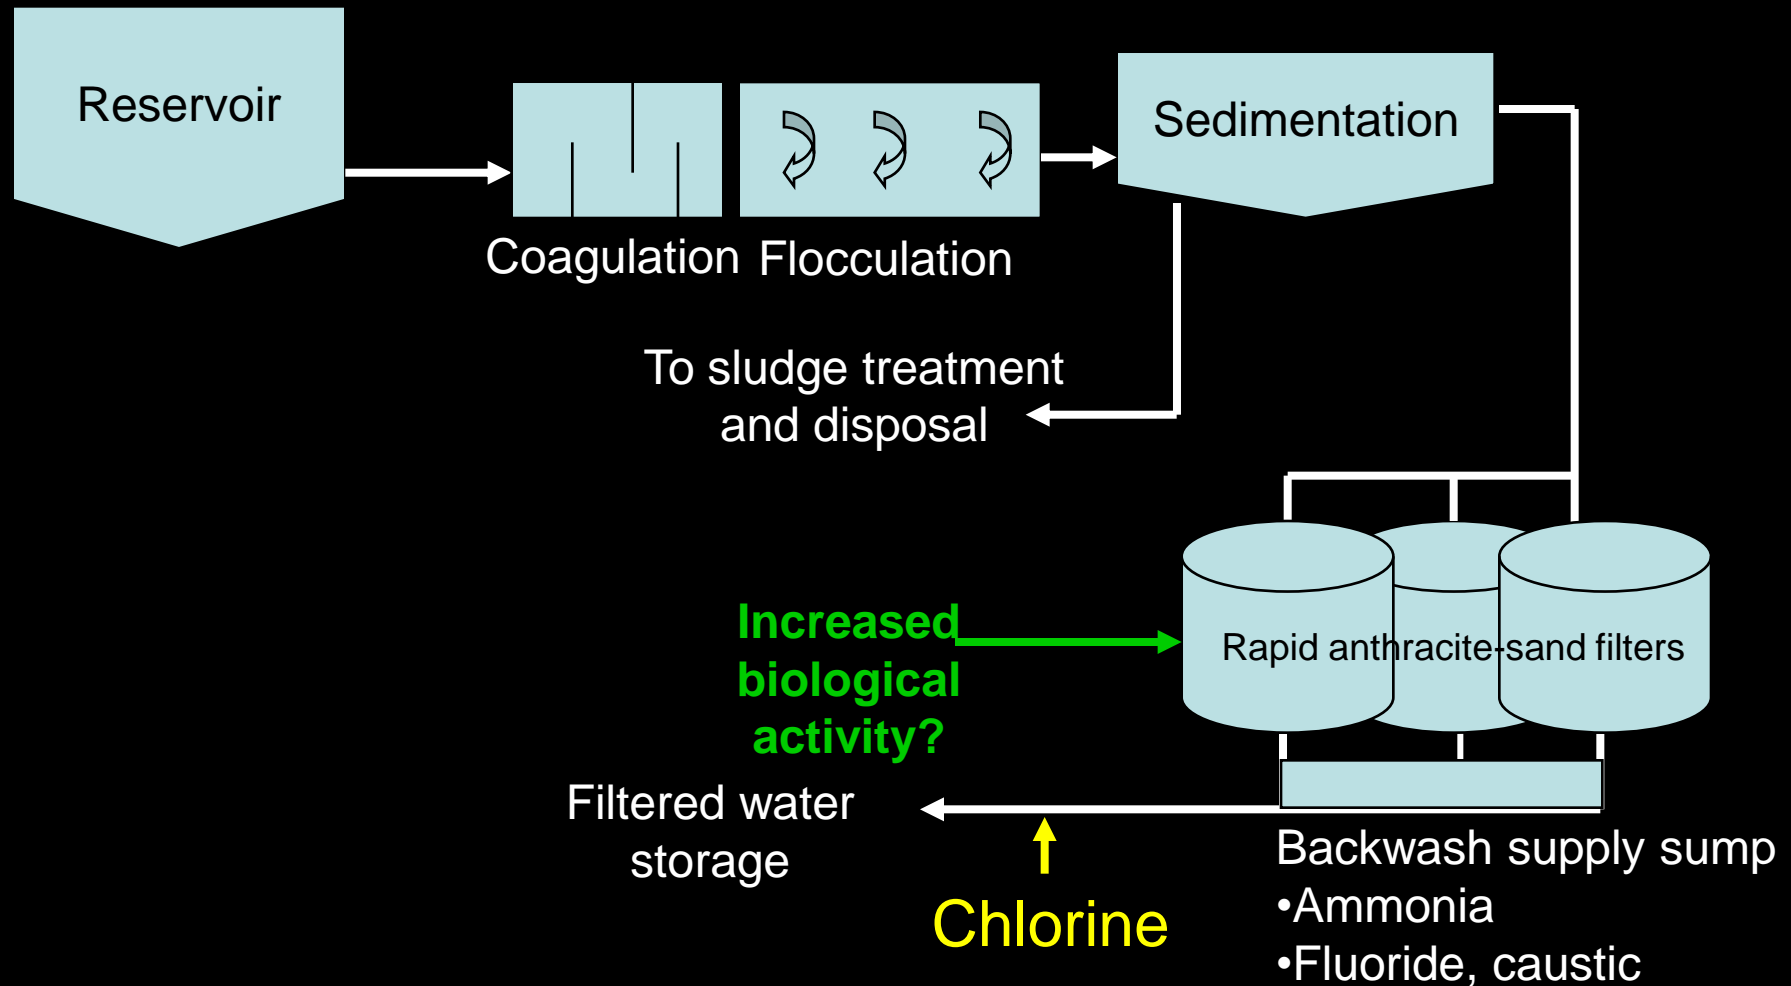 Reservoir
Sedimentation
Coagulation
Flocculation
To sludge treatment
and disposal
Increased
biological
activity?
Rapid anthracite-sand filters
Filtered water
storage
Chlorine
Backwash supply sump
•Ammonia
•Fluoride, caustic